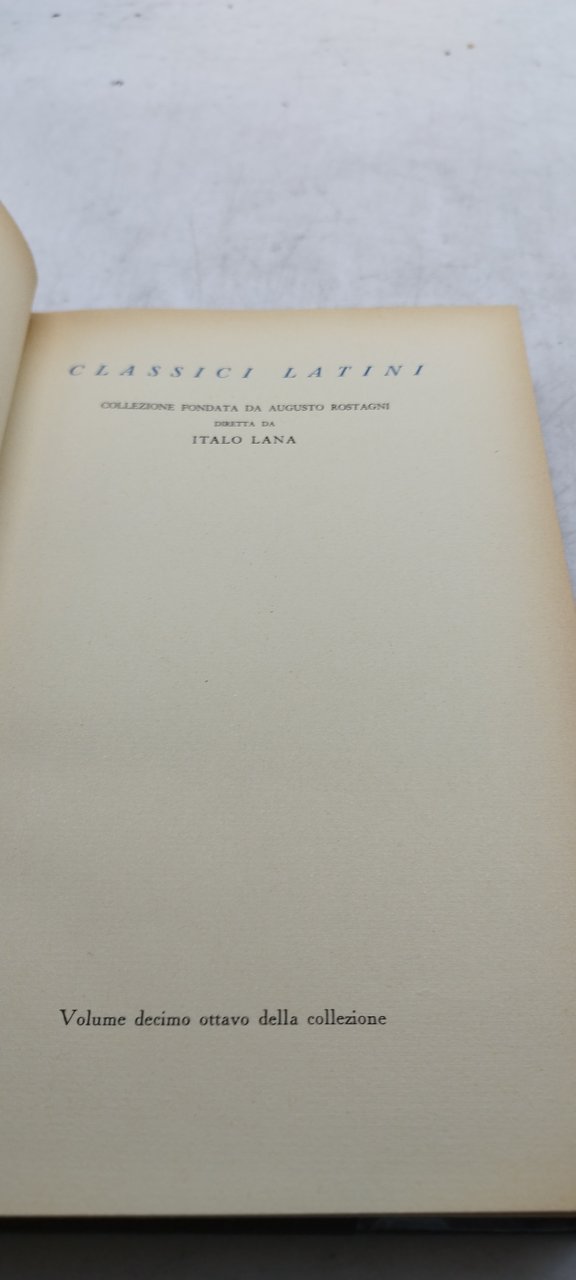 CLASSICI LATINI
COLLEZIONE FONDATA DA AUGUSTO ROSTAGNI
DIRETTA DA
ITALO LANA
Volume decimo ottavo della collezione